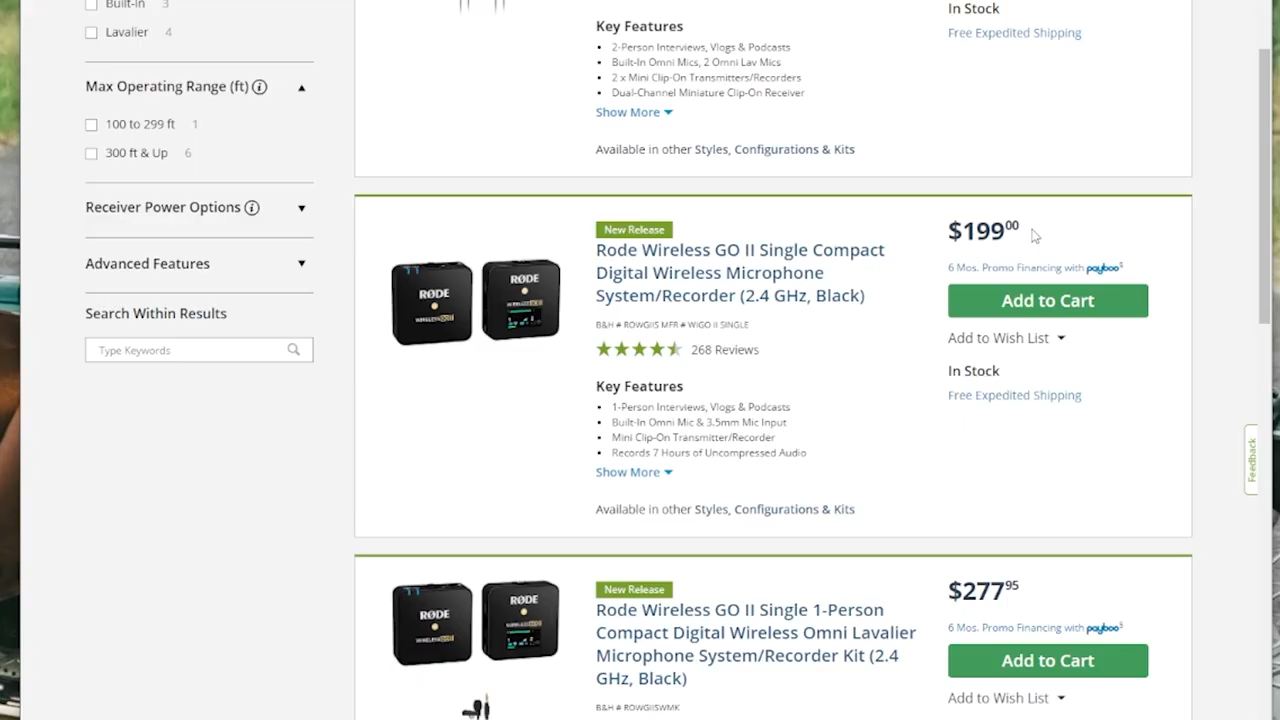 Built-In 3
Lavalier 4
Max Operating Range (ft)
100 to 299 ft 1
300 ft & Up 6
Receiver Power Options
Advanced Features
Search Within Results
Type Keywords
Key Features
2-Person Interviews, Vlogs & Podcasts
Built-In Omni Mics, 2 Omni Lav Mics
2 x Mini Clip-On Transmitters/Recorders
Dual-Channel Miniature Clip-On Receiver
Show More
Available in other Styles, Configurations & Kits
In Stock
Free Expedited Shipping
RØDE
RØDE
New Release
Rode Wireless GO II Single Compact
Digital Wireless Microphone
System/Recorder (2.4 GHz, Black)
B&H # ROWGIIS MFR # WIGO II SINGLE
268 Reviews
Key Features
1-Person Interviews, Vlogs & Podcasts
Built-In Omni Mic & 3.5mm Mic Input
Mini Clip-On Transmitter/Recorder
Records 7 Hours of Uncompressed Audio
Show More
Available in other Styles, Configurations & Kits
$199 00
6 Mos. Promo Financing with payboo$
Add to Cart
Add to Wish List
In Stock
Free Expedited Shipping
Feedback
RØDE
RØDE
New Release
Rode Wireless GO II Single 1-Person
Compact Digital Wireless Omni Lavalier
Microphone System/Recorder Kit (2.4
GHz, Black)
B&H # ROWGIISWMK
$277 95
6 Mos. Promo Financing with payboo$
Add to Cart
Add to Wish List